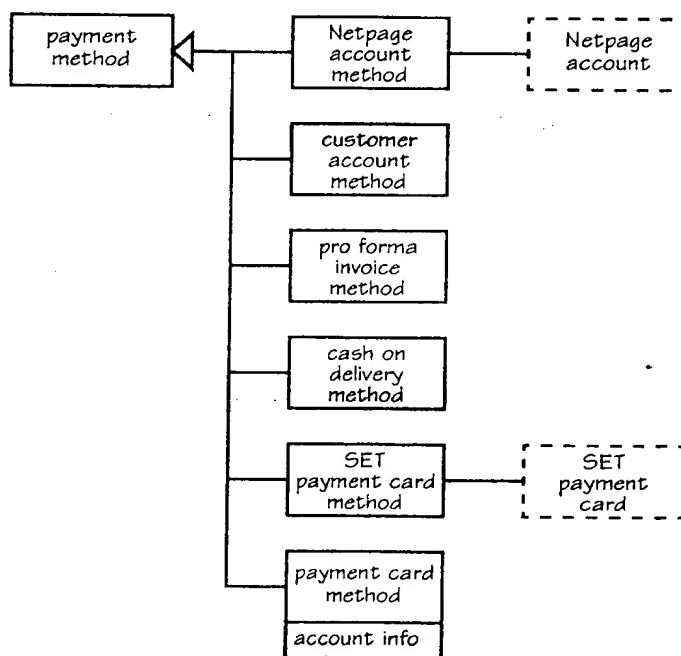 payment
method
Netpage
account
method
Netpage
account
customer
account
method
pro forma
invoice
method
cash on
delivery
method
SET
payment card
method
SET
payment
card
payment card
method
account info